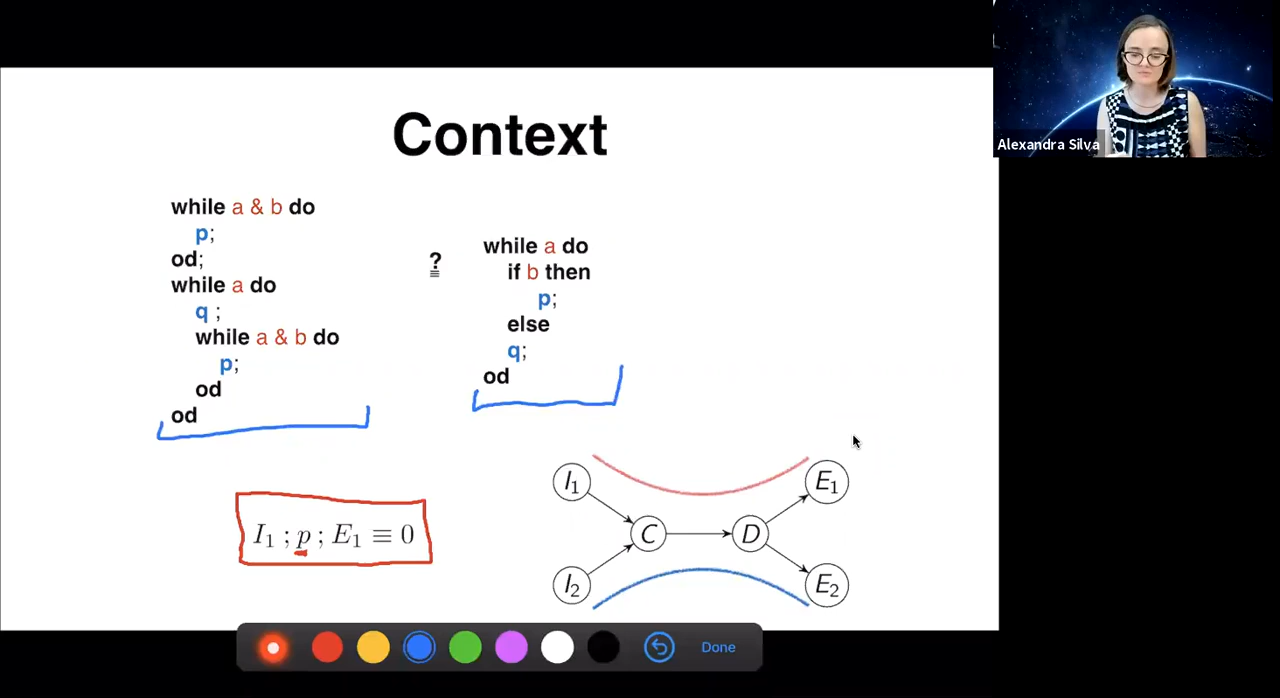 Alexandra Silva
Context
while a & b do
p;
od;
while a do
q ;
while a & b do
p;
od
od
?
≡
while a do
if b then
p;
else
q;
od
I₁ ; p ; E₁ ≡ 0
I₁
E₁
C
D
I₂
E₂
Done